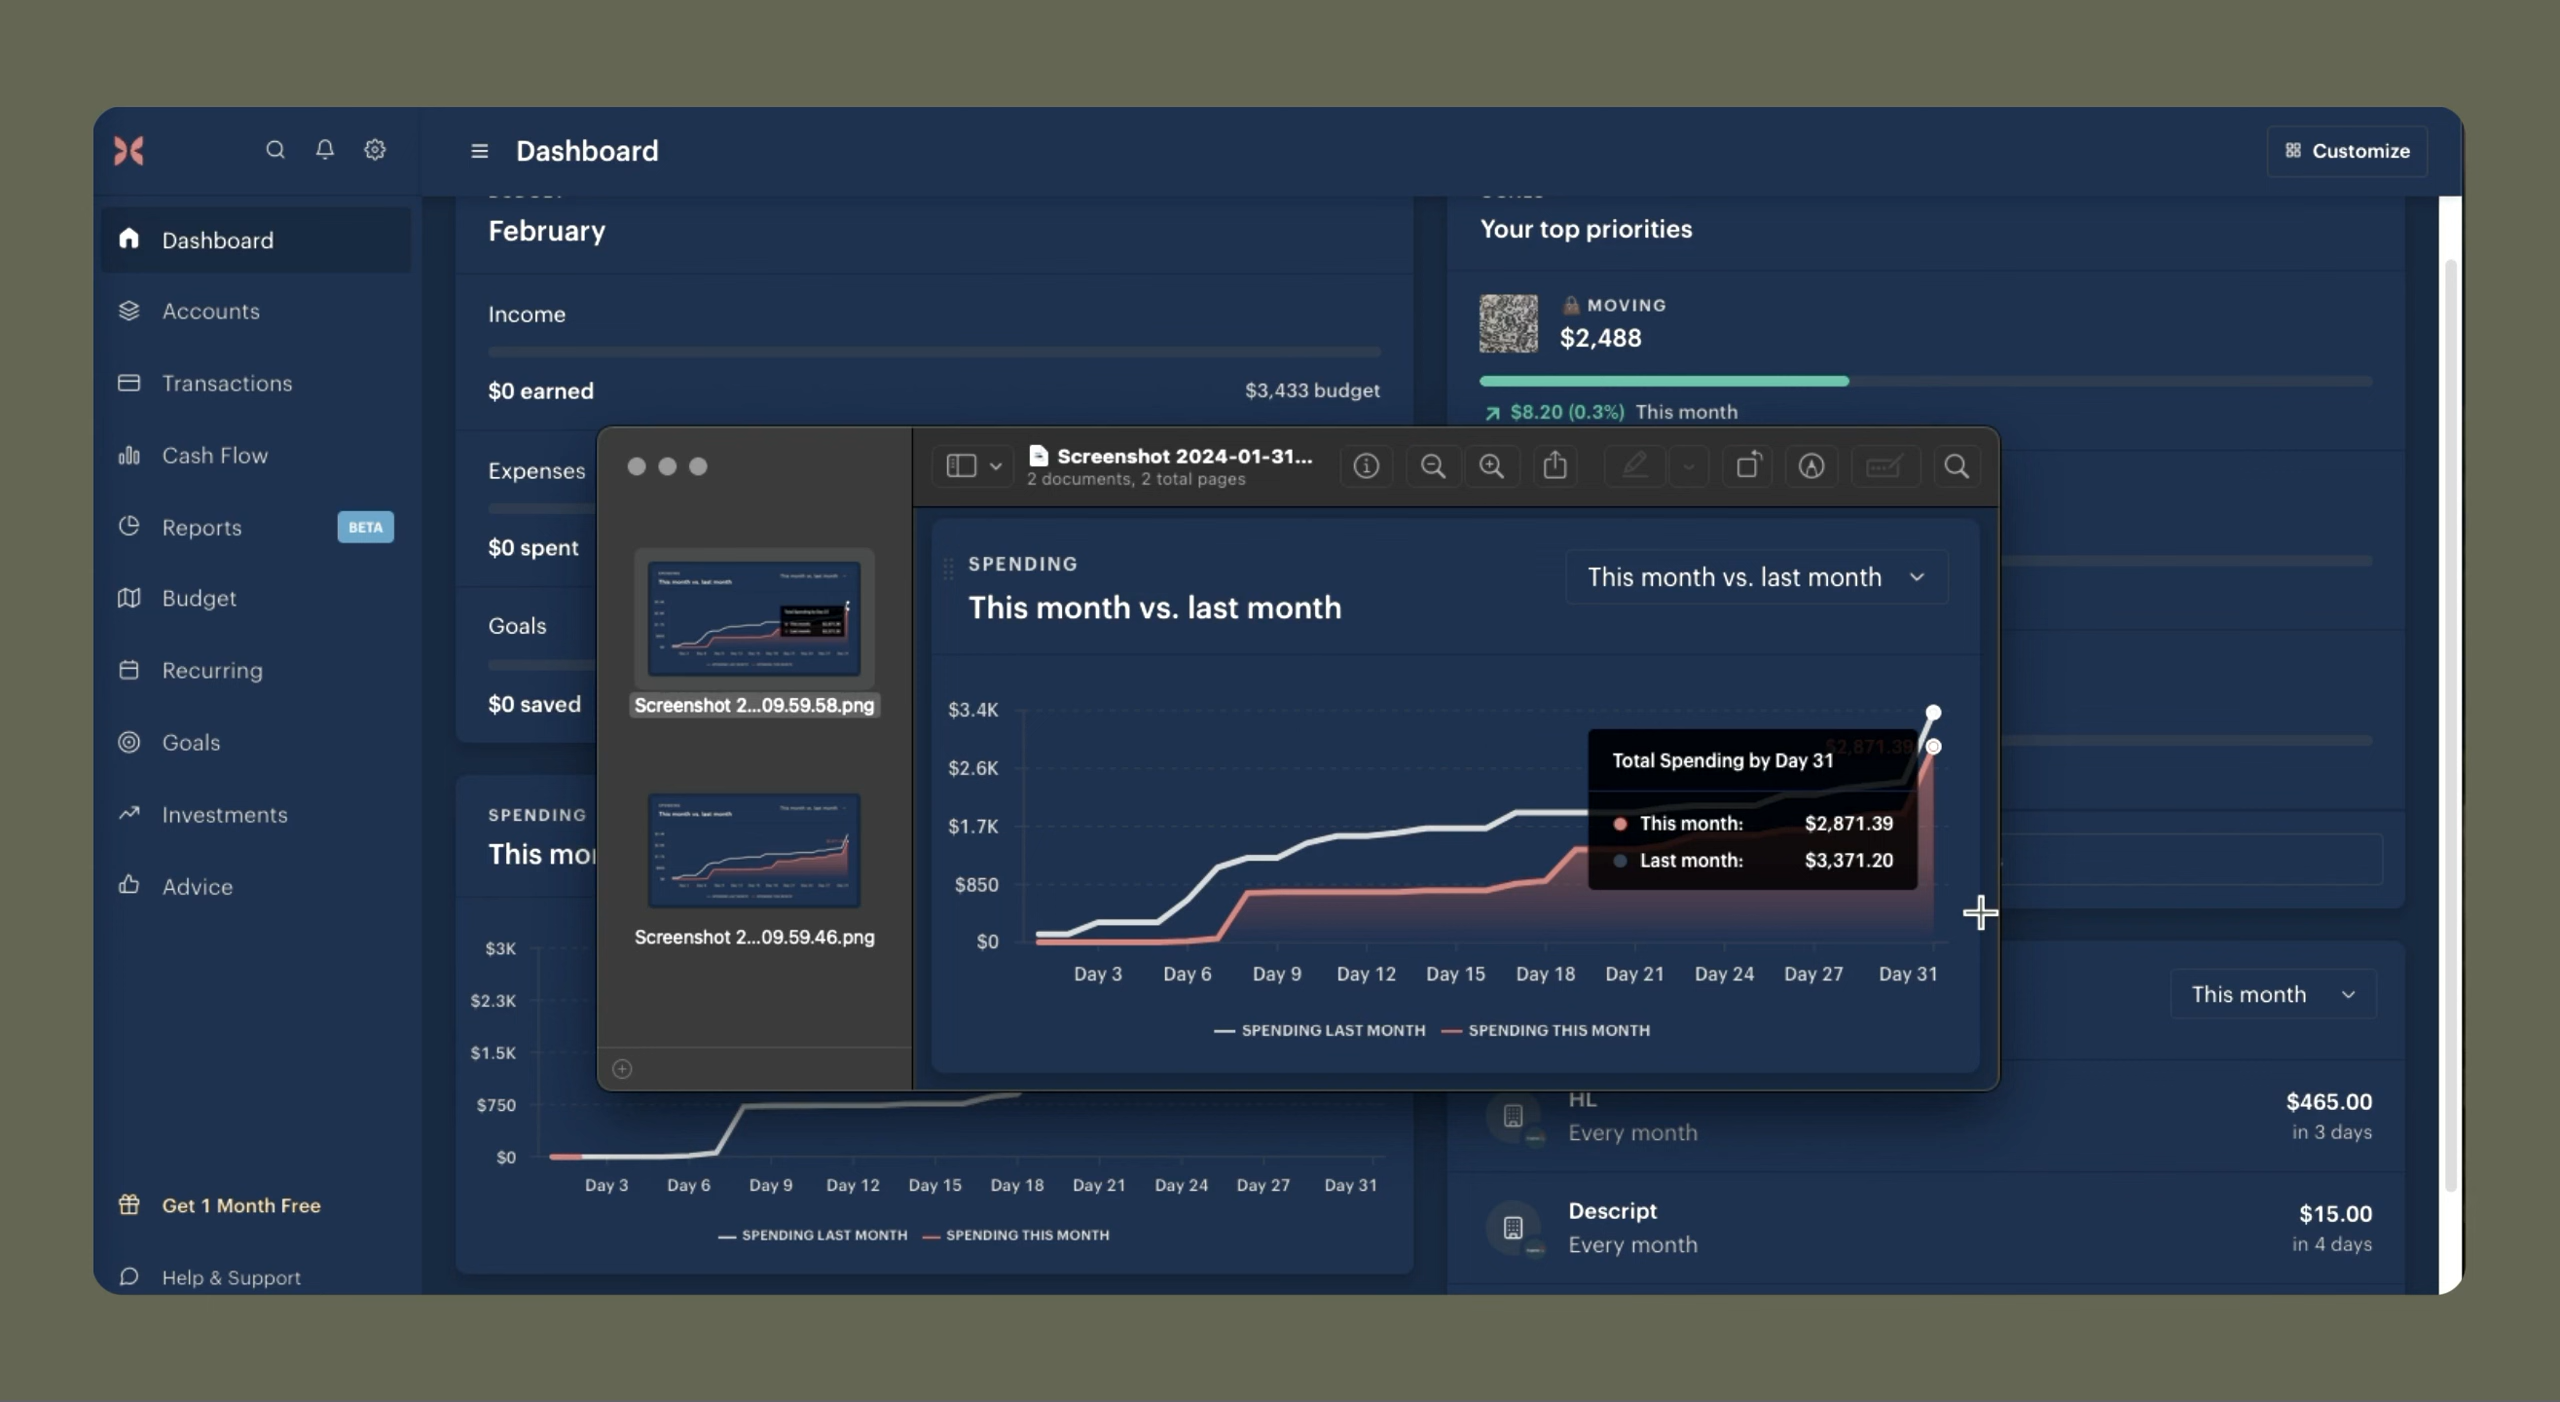 Dashboard
Customize
Dashboard
Accounts
Transactions
Cash Flow
Reports
BETA
Budget
Recurring
Goals
Investments
Advice
Get 1 Month Free
Help & Support
February
Income
$0 earned
$3,433 budget
Expenses
$0 spent
Goals
$0 saved
Your top priorities
MOVING
$2,488
$8.20 (0.3%) This month
Screenshot 2024-01-31...
2 documents, 2 total pages
Screenshot 2...09.59.58.png
Screenshot 2...09.59.46.png
SPENDING
This month vs. last month
This month vs. last month
$3.4K
$2.6K
$1.7K
$850
$0
$2,871.39
Total Spending by Day 31
This month: $2,871.39
Last month: $3,371.20
Day 3 Day 6 Day 9 Day 12 Day 15 Day 18 Day 21 Day 24 Day 27 Day 31
SPENDING LAST MONTH SPENDING THIS MONTH
SPENDING
This mo
$3K
$2.3K
$1.5K
$750
$0
Day 3 Day 6 Day 9 Day 12 Day 15 Day 18 Day 21 Day 24 Day 27 Day 31
SPENDING LAST MONTH SPENDING THIS MONTH
This month
HL
Every month
$465.00
in 3 days
Descript
Every month
$15.00
in 4 days